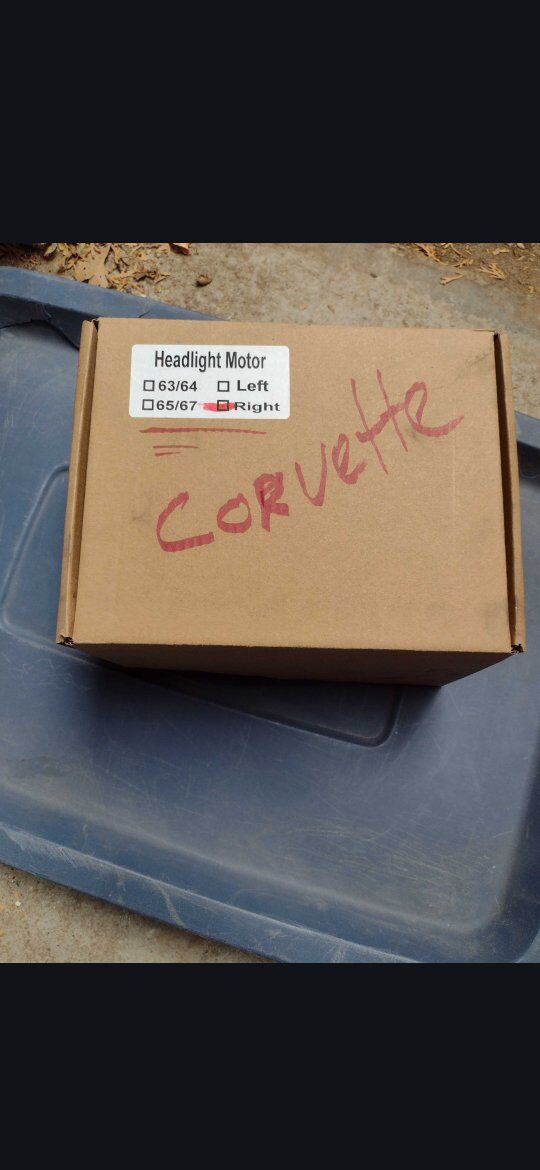 Headlight Motor
☐ 63/64 ☐ Left
☐ 65/67 ☐ Right
CORVette